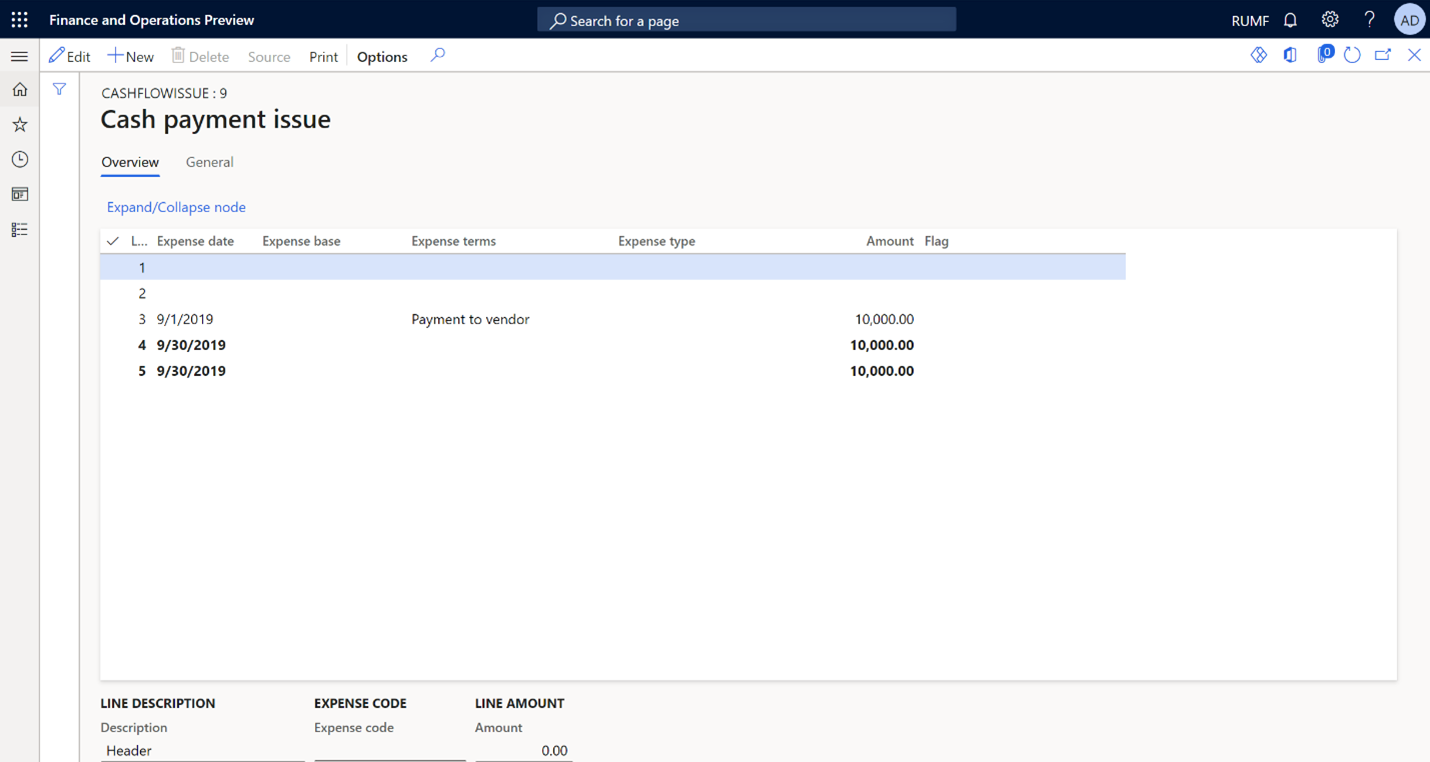 Finance and Operations Preview
Search for a page
RUMF
?
AD
Edit
New
Delete
Source
Print
Options
0
CASHFLOWISSUE : 9
Cash payment issue
Overview General
Expand/Collapse node
L... Expense date Expense base Expense terms Expense type Amount Flag
1
2
3 9/1/2019 Payment to vendor 10,000.00
4 9/30/2019 10,000.00
5 9/30/2019 10,000.00
LINE DESCRIPTION EXPENSE CODE LINE AMOUNT
Description Expense code Amount
Header 0.00